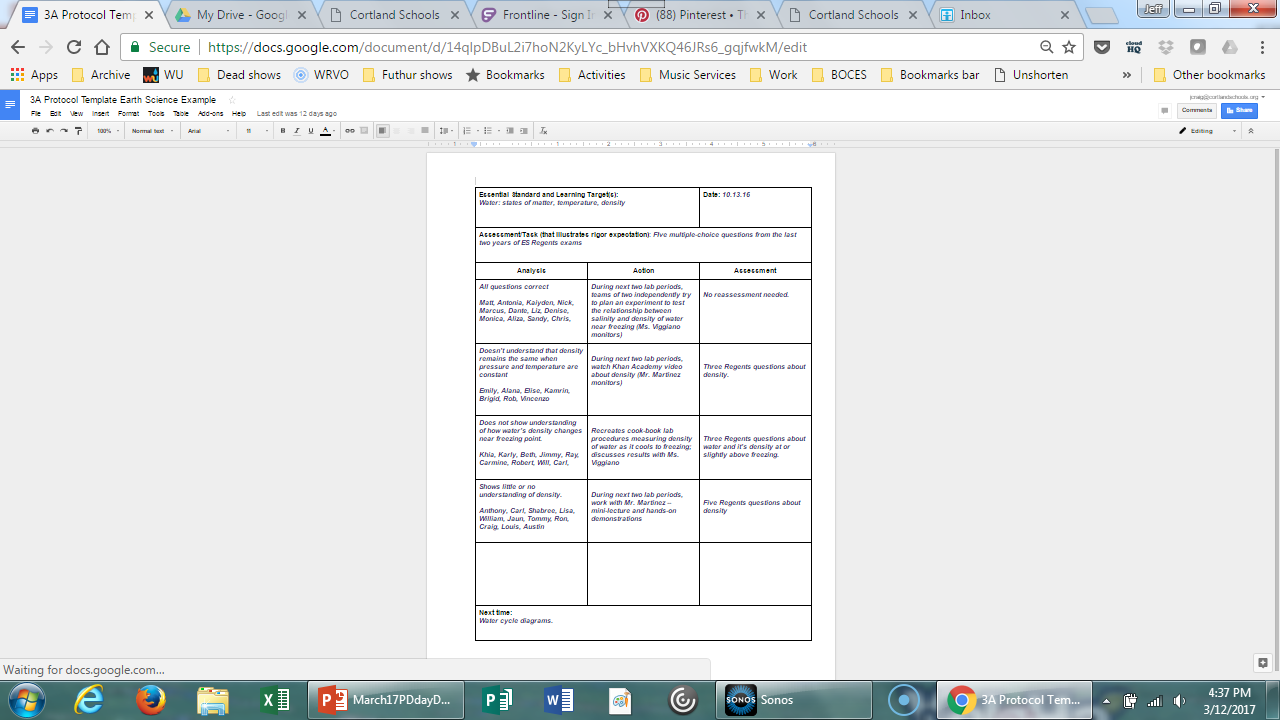 3A Protocol Temp
My Drive - Googl
Cortland Schools
Frontline - Sign I
(88) Pinterest • T
Cortland Schools
Inbox
Jeff
Secure
https://docs.google.com/document/d/14qlpDBuL2i7hoN2KyLYc_bHvhVXKQ46JRs6_gqjfwkM/edit
Apps
Archive
WU
Dead shows
WRVO
Futhur shows
Bookmarks
Activities
Music Services
Work
BOCES
Bookmarks bar
Unshorten
»
Other bookmarks
3A Protocol Template Earth Science Example
jcraig@cortlandschools.org
File Edit View Insert Format Tools Table Add-ons Help Last edit was 12 days ago
Comments
Share
100% Normal text Arial 11 B I U A
Editing
1 1 2 3 4 5 6
Essential Standard and Learning Target(s):
Water: states of matter, temperature, density
Date: 10.13.16
Assessment/Task (that illustrates rigor expectation): Five multiple-choice questions from the last
two years of ES Regents exams
Analysis
Action
Assessment
All questions correct
Matt, Antonia, Kaiyden, Nick,
Marcus, Dante, Liz, Denise,
Monica, Aliza, Sandy, Chris,
During next two lab periods,
teams of two independently try
to plan an experiment to test
the relationship between
salinity and density of water
near freezing (Ms. Viggiano
monitors)
No reassessment needed.
Doesn't understand that density
remains the same when
pressure and temperature are
constant
Emily, Alana, Elise, Kamrin,
Brigid, Rob, Vincenzo
During next two lab periods,
watch Khan Academy video
about density (Mr. Martinez
monitors)
Three Regents questions about
density.
Does not show understanding
of how water's density changes
near freezing point.
Khia, Karly, Beth, Jimmy, Ray,
Carmine, Robert, Will, Carl,
Recreates cook-book lab
procedures measuring density
of water as it cools to freezing;
discusses results with Ms.
Viggiano
Three Regents questions about
water and it's density at or
slightly above freezing.
Shows little or no
understanding of density.
Anthony, Carl, Shabree, Lisa,
William, Jaun, Tommy, Ron,
Craig, Louis, Austin
During next two lab periods,
work with Mr. Martinez –
mini-lecture and hands-on
demonstrations
Five Regents questions about
density
Next time:
Water cycle diagrams.
Waiting for docs.google.com...
March17PDdayD...
Sonos
SONOS
3A Protocol Tem...
4:37 PM
3/12/2017